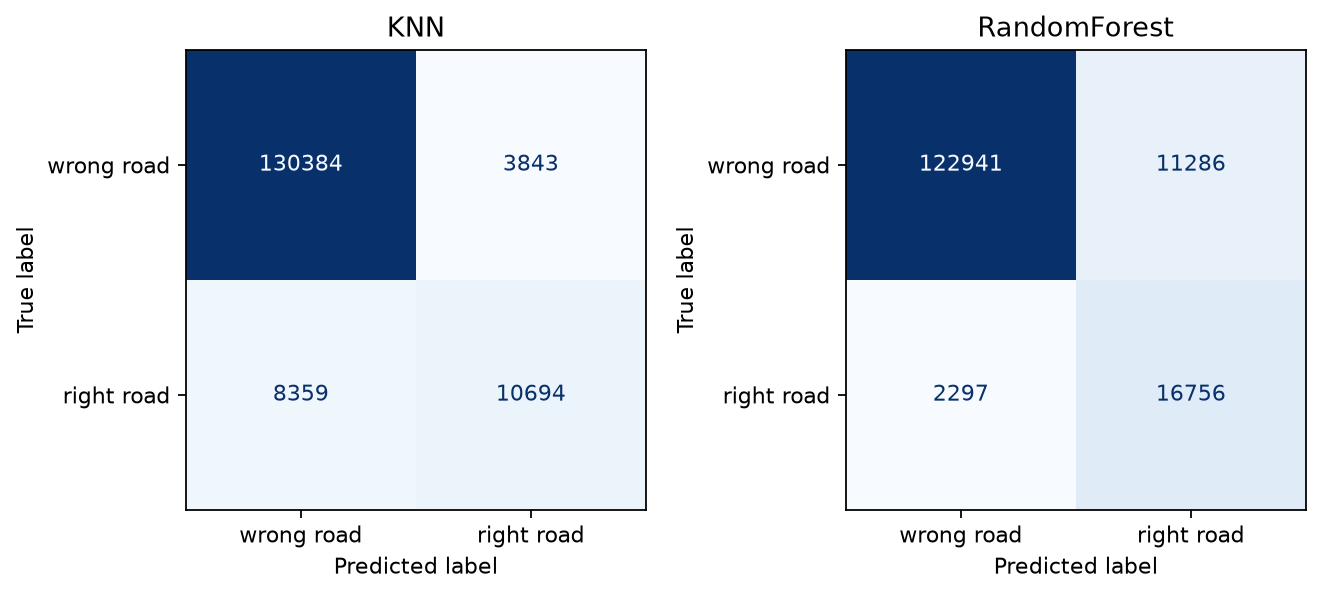 KNN
130384
3843
8359
10694
wrong road
right road
wrong road
right road
True label
Predicted label
RandomForest
122941
11286
2297
16756
wrong road
right road
wrong road
right road
True label
Predicted label